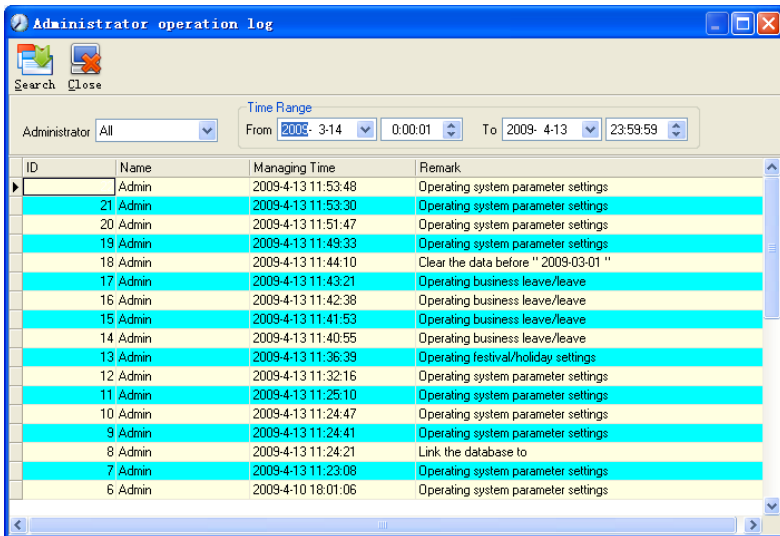 Administrator operation log
Search Close
Time Range
Administrator All From 2009- 3-14 0:00:01 To 2009- 4-13 23:59:59
ID Name Managing Time Remark
Admin 2009-4-13 11:53:48 Operating system parameter settings
21 Admin 2009-4-13 11:53:30 Operating system parameter settings
20 Admin 2009-4-13 11:51:47 Operating system parameter settings
19 Admin 2009-4-13 11:49:33 Operating system parameter settings
18 Admin 2009-4-13 11:44:10 Clear the data before " 2009-03-01 "
17 Admin 2009-4-13 11:43:21 Operating business leave/leave
16 Admin 2009-4-13 11:42:38 Operating business leave/leave
15 Admin 2009-4-13 11:41:53 Operating business leave/leave
14 Admin 2009-4-13 11:40:55 Operating business leave/leave
13 Admin 2009-4-13 11:36:39 Operating festival/holiday settings
12 Admin 2009-4-13 11:32:16 Operating system parameter settings
11 Admin 2009-4-13 11:25:10 Operating system parameter settings
10 Admin 2009-4-13 11:24:47 Operating system parameter settings
9 Admin 2009-4-13 11:24:41 Operating system parameter settings
8 Admin 2009-4-13 11:24:21 Link the database to
7 Admin 2009-4-13 11:23:08 Operating system parameter settings
6 Admin 2009-4-10 18:01:06 Operating system parameter settings